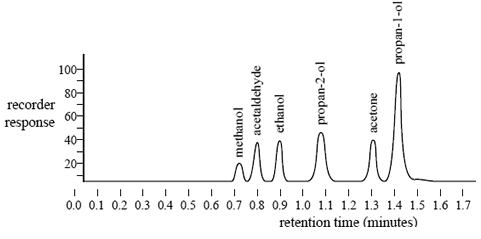 propan-1-ol
methanol
acetaldehyde
ethanol
propan-2-ol
acetone
100
80
60
40
20
recorder
response
0.0 0.1 0.2 0.3 0.4 0.5 0.6 0.7 0.8 0.9 1.0 1.1 1.2 1.3 1.4 1.5 1.6 1.7
retention time (minutes)